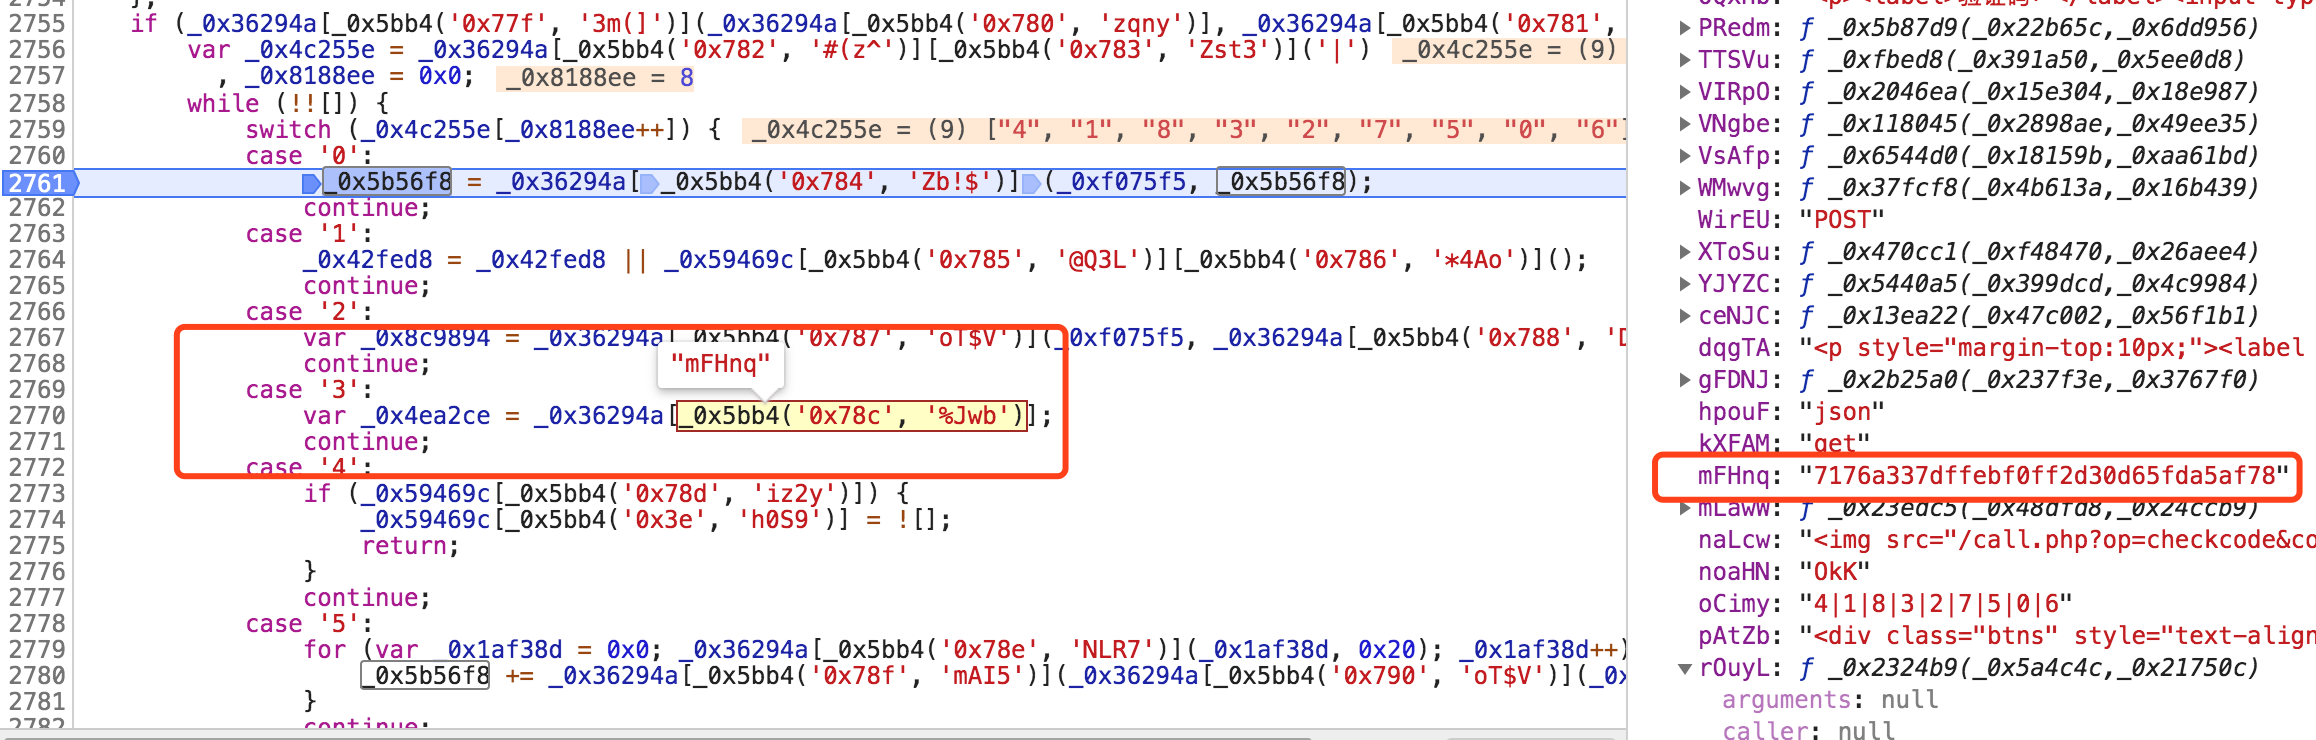 2754 };
2755 if (_0x36294a[_0x5bb4('0x77f', '3m(]')](_0x36294a[_0x5bb4('0x780', 'zqny')], _0x36294a[_0x5bb4('0x781',
2756 var _0x4c255e = _0x36294a[_0x5bb4('0x782', '#(z^')][_0x5bb4('0x783', 'Zst3')]('|') _0x4c255e = (9)
2757 , _0x8188ee = 0x0; _0x8188ee = 8
2758 while (!![]) {
2759 switch (_0x4c255e[_0x8188ee++]) { _0x4c255e = (9) ["4", "1", "8", "3", "2", "7", "5", "0", "6"]
2760 case '0':
2761 _0x5b56f8 = _0x36294a[_0x5bb4('0x784', 'Zb!$')](_0xf075f5, _0x5b56f8);
2762 continue;
2763 case '1':
2764 _0x42fed8 = _0x42fed8 || _0x59469c[_0x5bb4('0x785', '@Q3L')][_0x5bb4('0x786', '*4Ao')]();
2765 continue;
2766 case '2':
2767 var _0x8c9894 = _0x36294a[_0x5bb4('0x787', 'oT$V')](_0xf075f5, _0x36294a[_0x5bb4('0x788', 'D
2768 continue;
"mFHnq"
2769 case '3':
2770 var _0x4ea2ce = _0x36294a[_0x5bb4('0x78c', '%Jwb')];
2771 continue;
2772 case '4':
2773 if (_0x59469c[_0x5bb4('0x78d', 'iz2y')]) {
2774 _0x59469c[_0x5bb4('0x3e', 'h0S9')] = ![];
2775 return;
2776 }
2777 continue;
2778 case '5':
2779 for (var _0x1af38d = 0x0; _0x36294a[_0x5bb4('0x78e', 'NLR7')](_0x1af38d, 0x20); _0x1af38d++)
2780 _0x5b56f8 += _0x36294a[_0x5bb4('0x78f', 'mAI5')](_0x36294a[_0x5bb4('0x790', 'oT$V')](_0x
2781 }
2782 continue;
"<p><label>验证码:</label><input typ
PRedm: ƒ _0x5b87d9(_0x22b65c,_0x6dd956)
TTSVu: ƒ _0xfbed8(_0x391a50,_0x5ee0d8)
VIRpO: ƒ _0x2046ea(_0x15e304,_0x18e987)
VNgbe: ƒ _0x118045(_0x2898ae,_0x49ee35)
VsAfp: ƒ _0x6544d0(_0x18159b,_0xaa61bd)
WMwvg: ƒ _0x37fcf8(_0x4b613a,_0x16b439)
WirEU: "POST"
XToSu: ƒ _0x470cc1(_0xf48470,_0x26aee4)
YJYZC: ƒ _0x5440a5(_0x399dcd,_0x4c9984)
ceNJC: ƒ _0x13ea22(_0x47c002,_0x56f1b1)
dqgTA: "<p style="margin-top:10px;"><label
gFDNJ: ƒ _0x2b25a0(_0x237f3e,_0x3767f0)
hpouF: "json"
kXFAM: "get"
mFHnq: "7176a337dffebf0ff2d30d65fda5af78"
mLawW: ƒ _0x23edc5(_0x48dfd8,_0x24ccb9)
naLcw: "<img src="/call.php?op=checkcode&co
noaHN: "OkK"
oCimy: "4|1|8|3|2|7|5|0|6"
pAtZb: "<div class="btns" style="text-align
rOuyL: ƒ _0x2324b9(_0x5a4c4c,_0x21750c)
arguments: null
caller: null